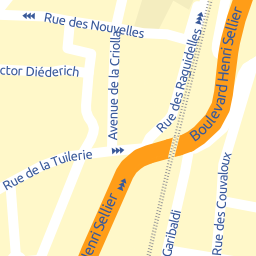 Rue des Nouvelles
Avenue de la Criolla
ctor Diéderich
Rue des Raguidelles
Boulevard Henri Sellier
Rue de la Tuilerie
Henri Sellier
Garibaldi
Rue des Couvaloux